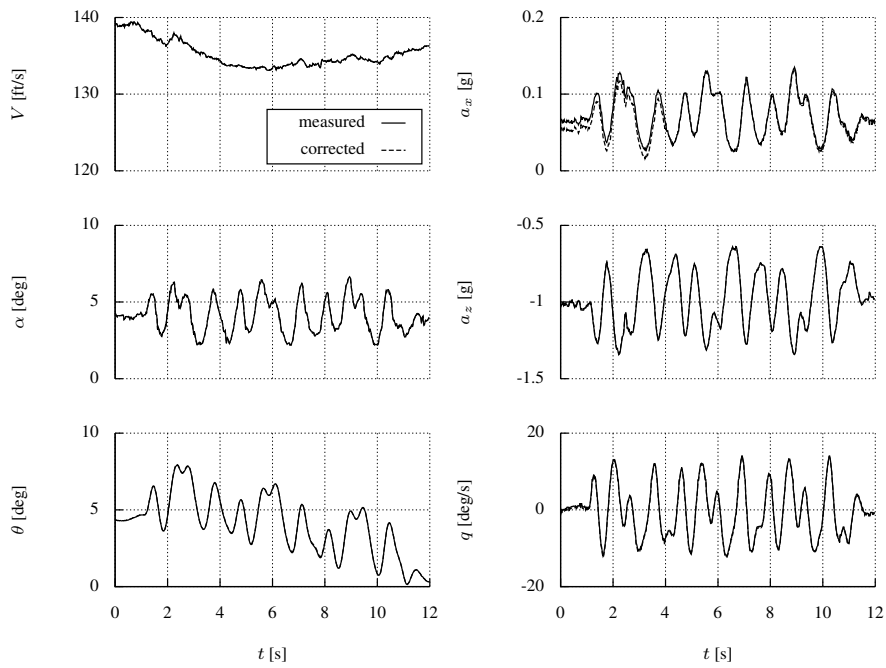 140
135
130
125
120
V [ft/s]
measured
corrected
0.2
0.1
0
a_x [g]
10
5
0
α [deg]
-0.5
-1
-1.5
a_z [g]
10
5
0
θ [deg]
0 2 4 6 8 10 12
t [s]
20
0
-20
q [deg/s]
0 2 4 6 8 10 12
t [s]